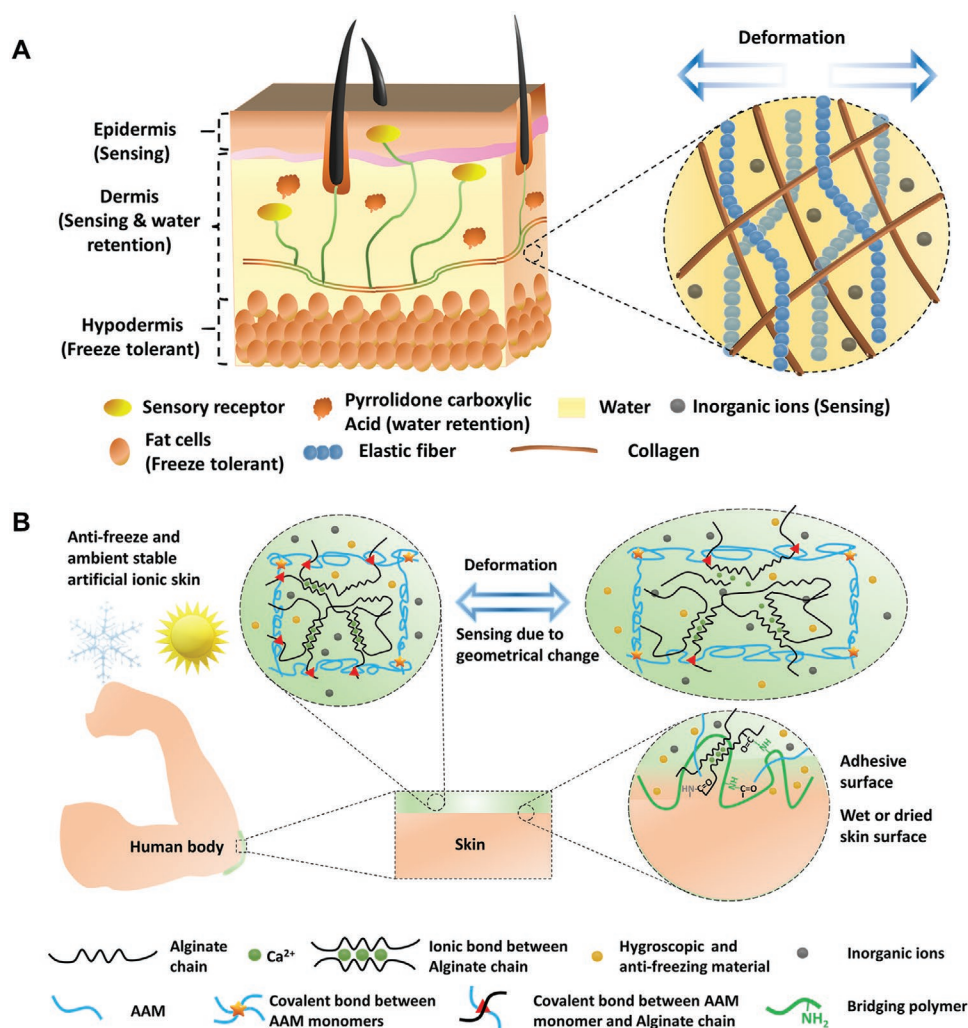 A
Deformation
Epidermis
(Sensing)
Dermis
(Sensing & water
retention)
Hypodermis
(Freeze tolerant)
Sensory receptor
Pyrrolidone carboxylic
Acid (water retention)
Water
Inorganic ions (Sensing)
Fat cells
(Freeze tolerant)
Elastic fiber
Collagen
B
Anti-freeze and
ambient stable
artificial ionic skin
Deformation
Sensing due to
geometrical change
Human body
Skin
O=C
NH
HN
C=O
NH
C=O
Adhesive
surface
Wet or dried
skin surface
Alginate
chain
Ca²⁺
Ionic bond between
Alginate chain
Hygroscopic and
anti-freezing material
Inorganic ions
AAM
Covalent bond between
AAM monomers
Covalent bond between AAM
monomer and Alginate chain
NH₂
Bridging polymer